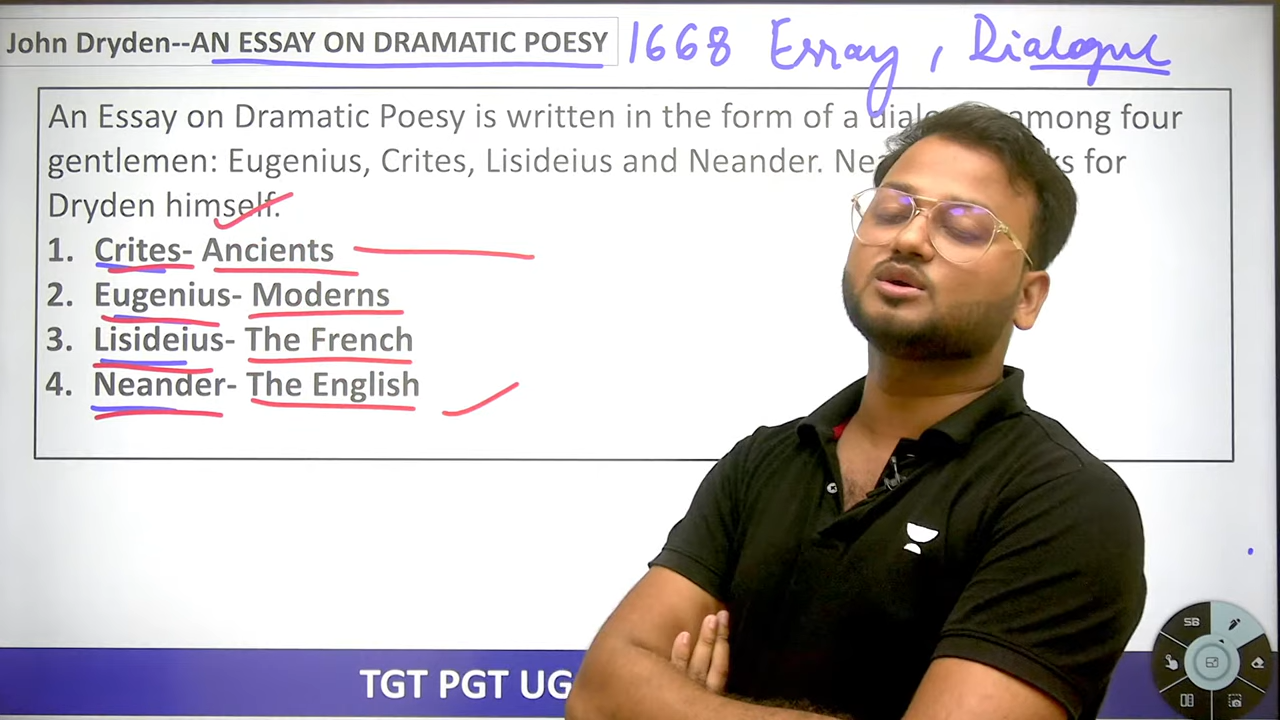 John Dryden--AN ESSAY ON DRAMATIC POESY 1668 Essay, Dialogue
An Essay on Dramatic Poesy is written in the form of a among four
gentlemen: Eugenius, Crites, Lisideius and Neander. for
Dryden himself.
1. Crites- Ancients
2. Eugenius- Moderns
3. Lisideius- The French
4. Neander- The English
TGT PGT UG
SB